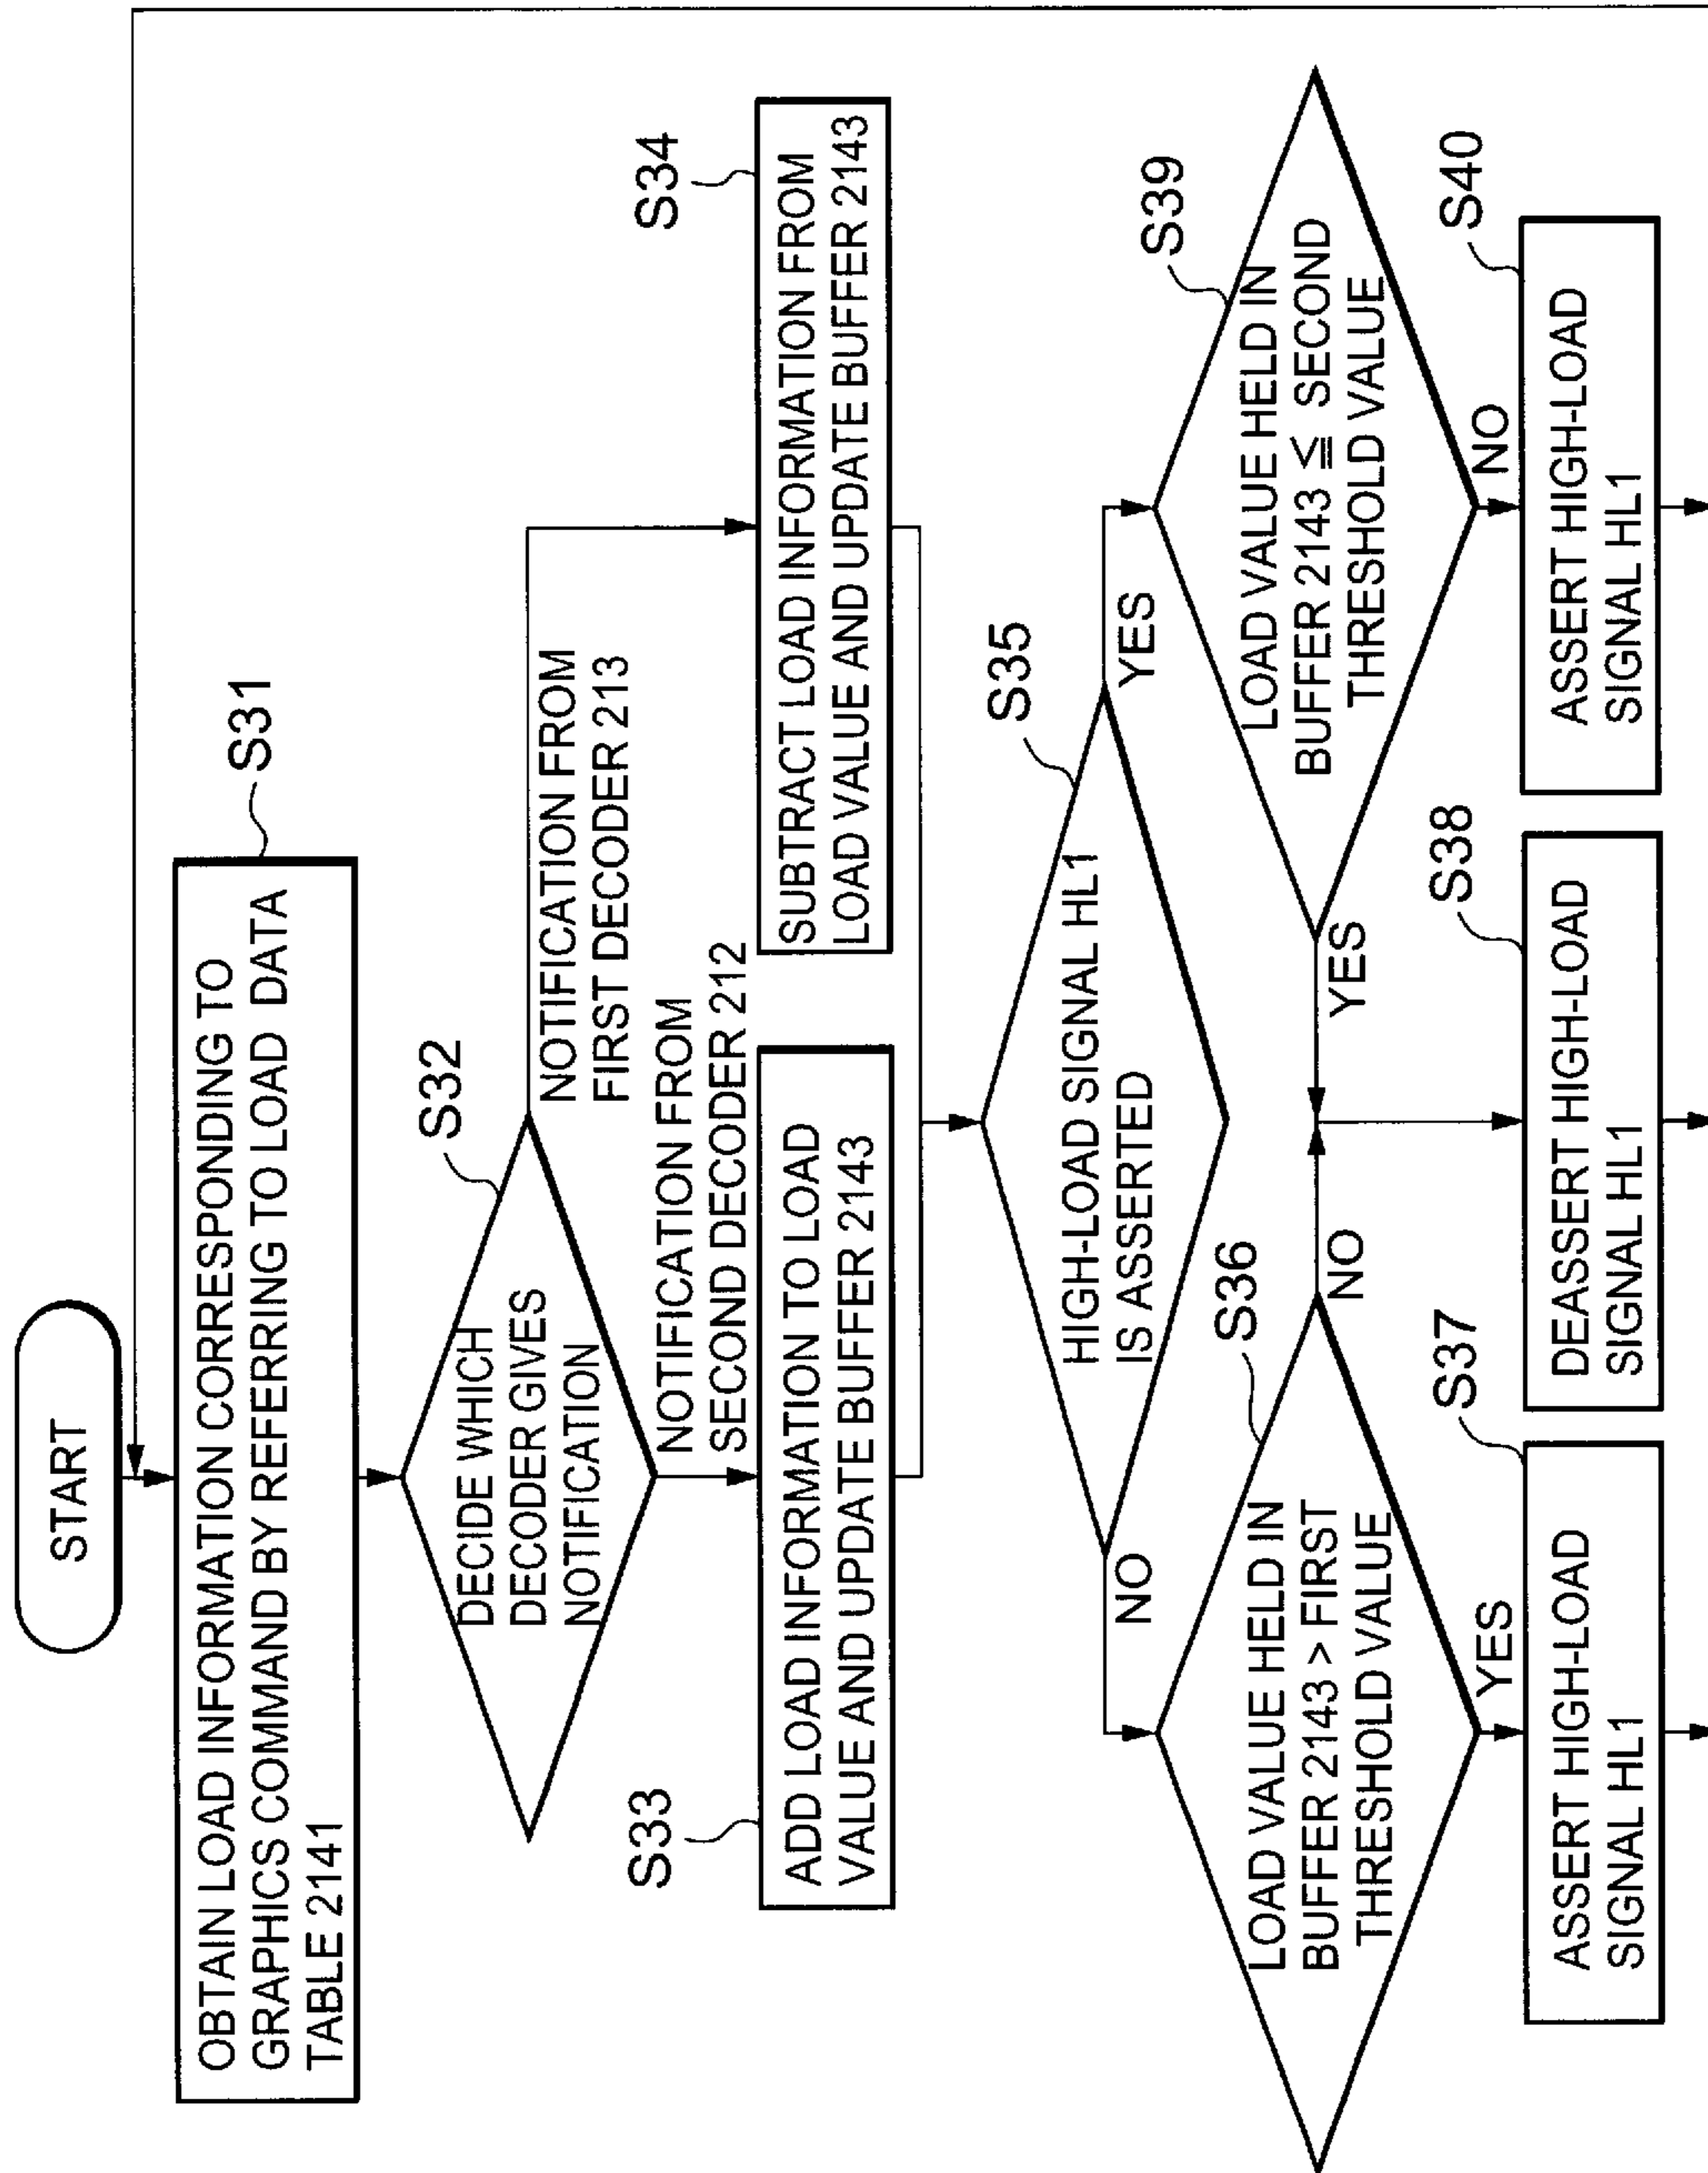 START
S31
OBTAIN LOAD INFORMATION CORRESPONDING TO
GRAPHICS COMMAND BY REFERRING TO LOAD DATA
TABLE 2141
S32
DECIDE WHICH
DECODER GIVES
NOTIFICATION
NOTIFICATION FROM
FIRST DECODER 213
NOTIFICATION FROM
SECOND DECODER 212
S33
ADD LOAD INFORMATION TO LOAD
VALUE AND UPDATE BUFFER 2143
S34
SUBTRACT LOAD INFORMATION FROM
LOAD VALUE AND UPDATE BUFFER 2143
S35
HIGH-LOAD SIGNAL HL1
IS ASSERTED
NO
YES
S36
LOAD VALUE HELD IN
BUFFER 2143 > FIRST
THRESHOLD VALUE
NO
YES
S39
LOAD VALUE HELD IN
BUFFER 2143 ≦ SECOND
THRESHOLD VALUE
YES
NO
S37
ASSERT HIGH-LOAD
SIGNAL HL1
S38
DEASSERT HIGH-LOAD
SIGNAL HL1
S40
ASSERT HIGH-LOAD
SIGNAL HL1